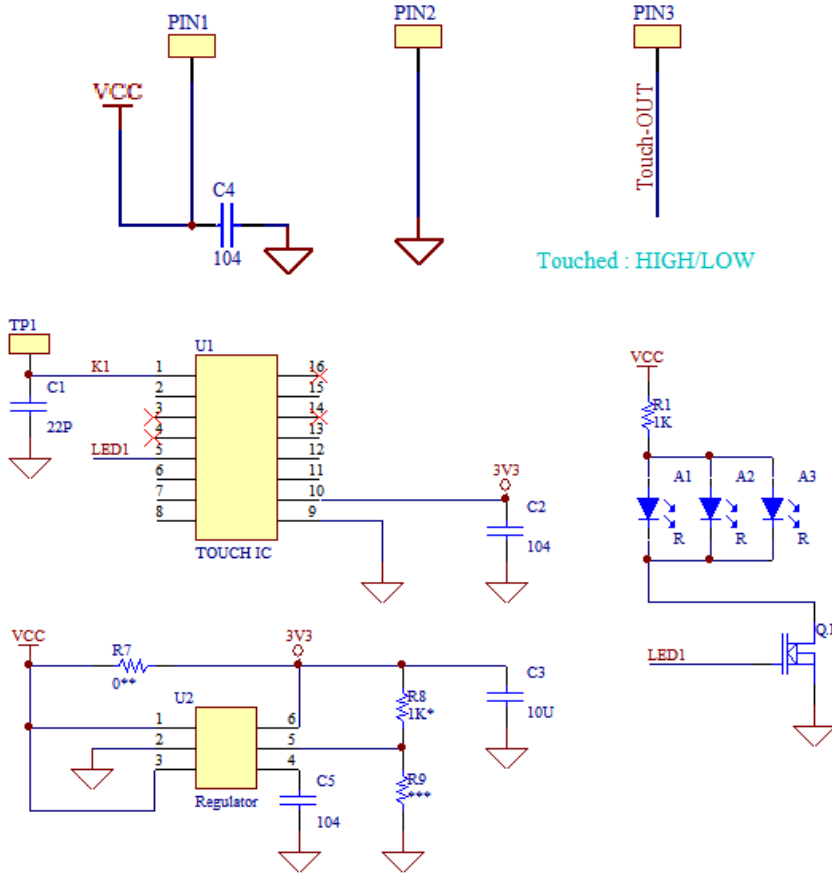 PIN1
PIN2
PIN3
VCC
C4
104
Touch-OUT
Touched : HIGH/LOW
TP1
K1
C1
22P
LED1
U1
1
2
3
4
5
6
7
8
16
15
14
13
12
11
10
9
TOUCH IC
3V3
C2
104
VCC
R1
1K
A1
A2
A3
R
R
R
Q1
LED1
VCC
R7
0**
3V3
U2
1
2
3
6
5
4
Regulator
R8
1K*
R9
***
C3
10U
C5
104